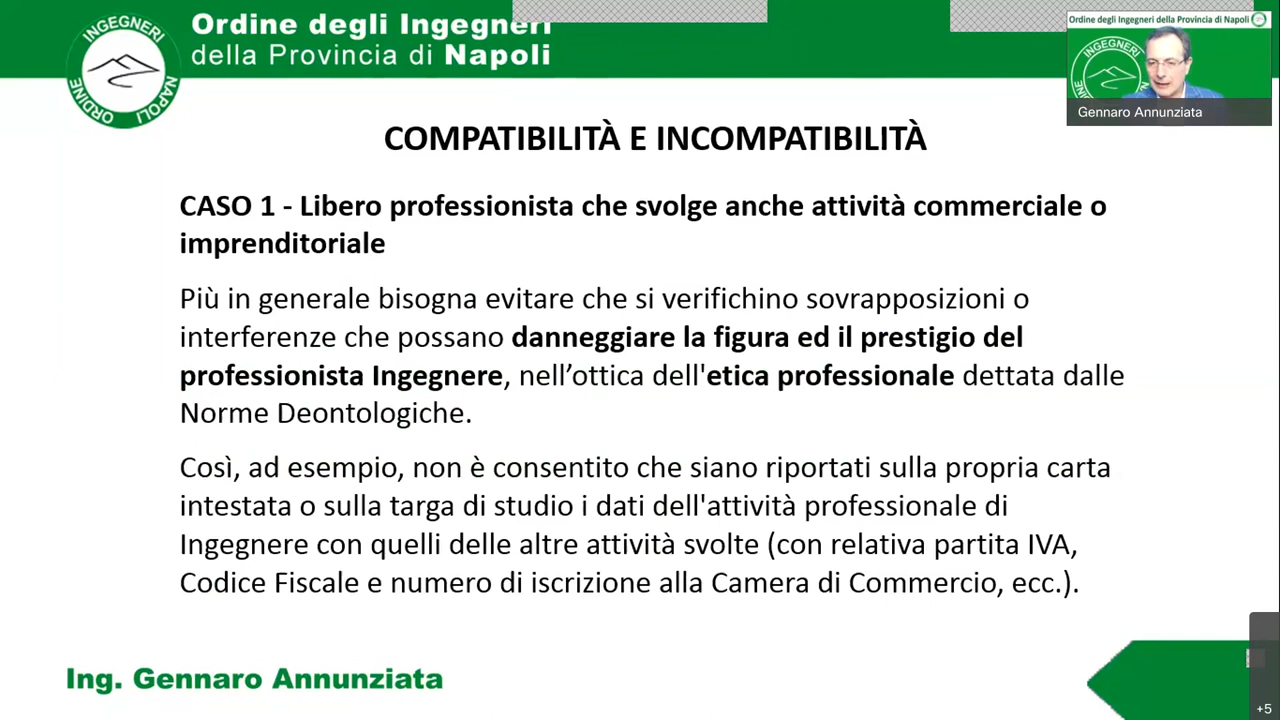 Ordine degli Ingegneri
della Provincia di Napoli
INGEGNERI
NAPOLI
ORDINE
Ordine degli Ingegneri della Provincia di Napoli
INGEGNERI
Gennaro Annunziata
COMPATIBILITÀ E INCOMPATIBILITÀ
CASO 1 - Libero professionista che svolge anche attività commerciale o
imprenditoriale
Più in generale bisogna evitare che si verifichino sovrapposizioni o
interferenze che possano danneggiare la figura ed il prestigio del
professionista Ingegnere, nell’ottica dell'etica professionale dettata dalle
Norme Deontologiche.
Così, ad esempio, non è consentito che siano riportati sulla propria carta
intestata o sulla targa di studio i dati dell'attività professionale di
Ingegnere con quelli delle altre attività svolte (con relativa partita IVA,
Codice Fiscale e numero di iscrizione alla Camera di Commercio, ecc.).
Ing. Gennaro Annunziata
+5